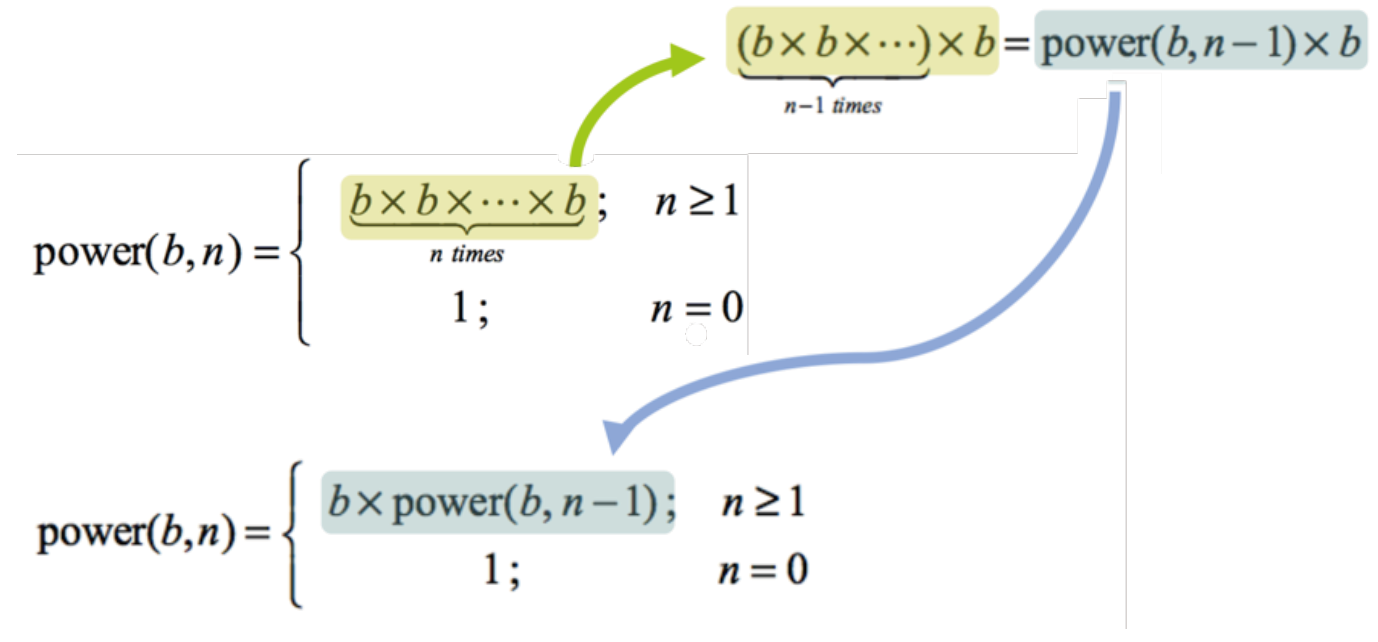 (b × b × ⋯) × b = power(b, n − 1) × b
n−1 times
power(b, n) = { b × b × ⋯ × b ; n ≥ 1
n times
1 ; n = 0
power(b, n) = { b × power(b, n − 1) ; n ≥ 1
1 ; n = 0